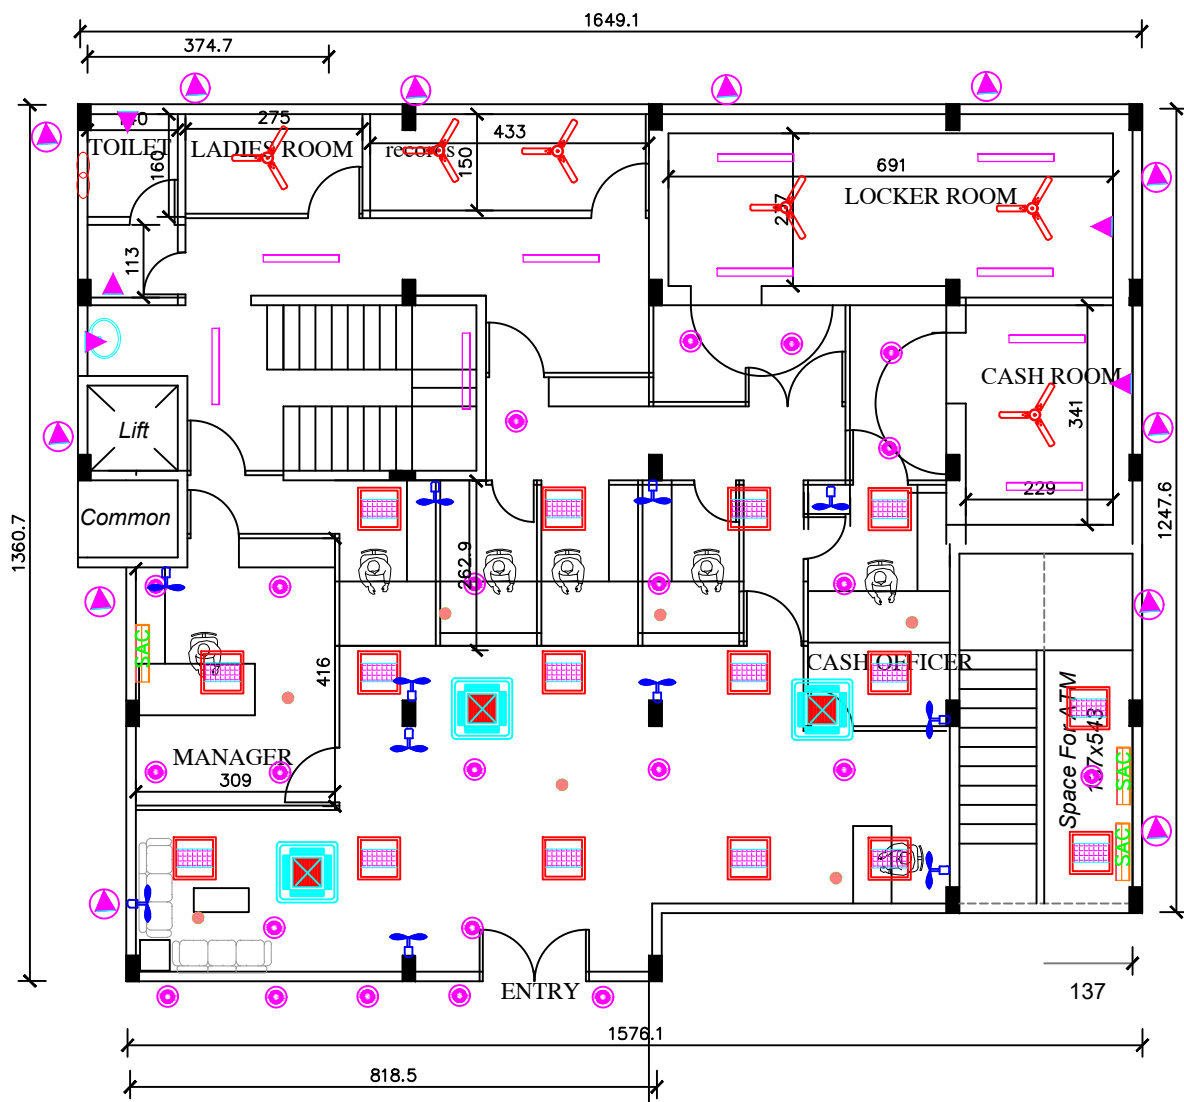 1649.1
374.7
TOILET
160
LADIES ROOM
275
records
433
150
691
LOCKER ROOM
113
CASH ROOM
341
229
Lift
Common
1360.7
1247.6
262.9
SAC
416
MANAGER
309
CASH OFFICER
Space For ATM
SAC
SAC
ENTRY
137
1576.1
818.5